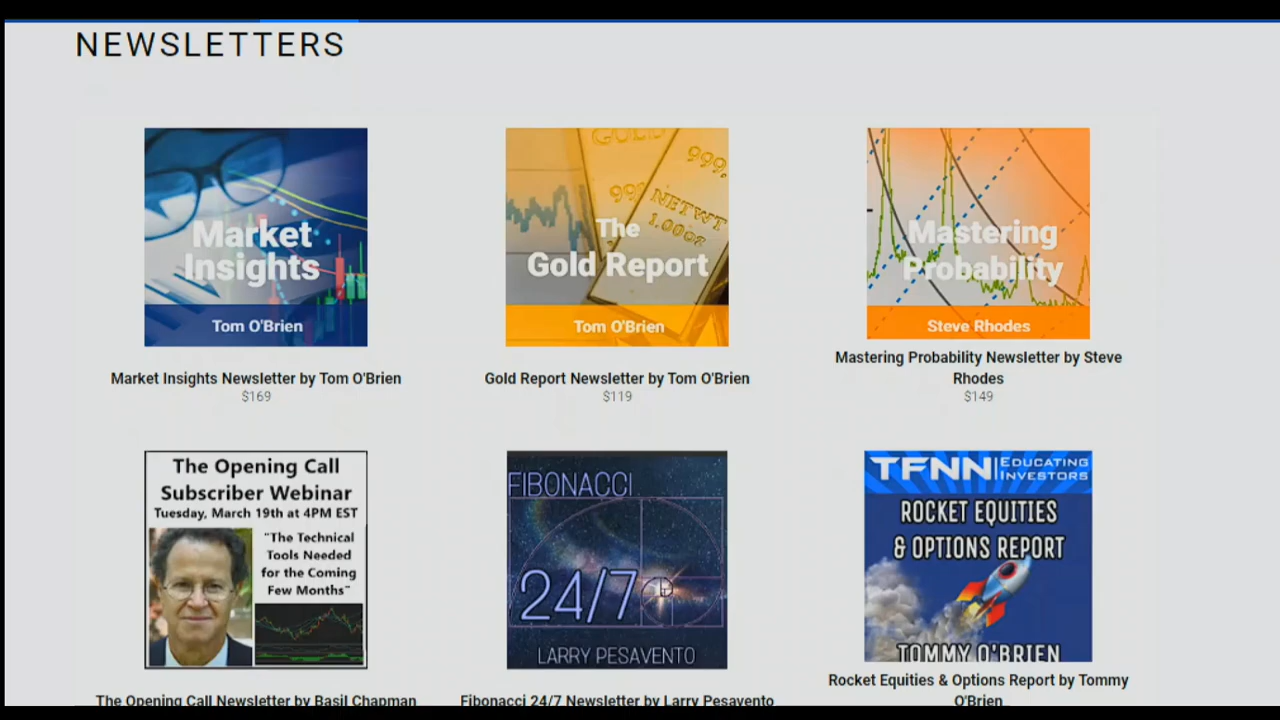 NEWSLETTERS
Market
Insights
Tom O'Brien
Market Insights Newsletter by Tom O'Brien
$169
GOLD
999,
999
NETWT
1.00oz
The
Gold Report
Tom O'Brien
Gold Report Newsletter by Tom O'Brien
$119
Mastering
Probability
Steve Rhodes
Mastering Probability Newsletter by Steve
Rhodes
$149
The Opening Call
Subscriber Webinar
Tuesday, March 19th at 4PM EST
"The Technical
Tools Needed
for the Coming
Few Months"
The Opening Call Newsletter by Basil Chapman
FIBONACCI
24/7
LARRY PESAVENTO
Fibonacci 24/7 Newsletter by Larry Pesavento
TFNN EDUCATING
INVESTORS
ROCKET EQUITIES
& OPTIONS REPORT
TOMMY O'BRIEN
Rocket Equities & Options Report by Tommy
O'Brien